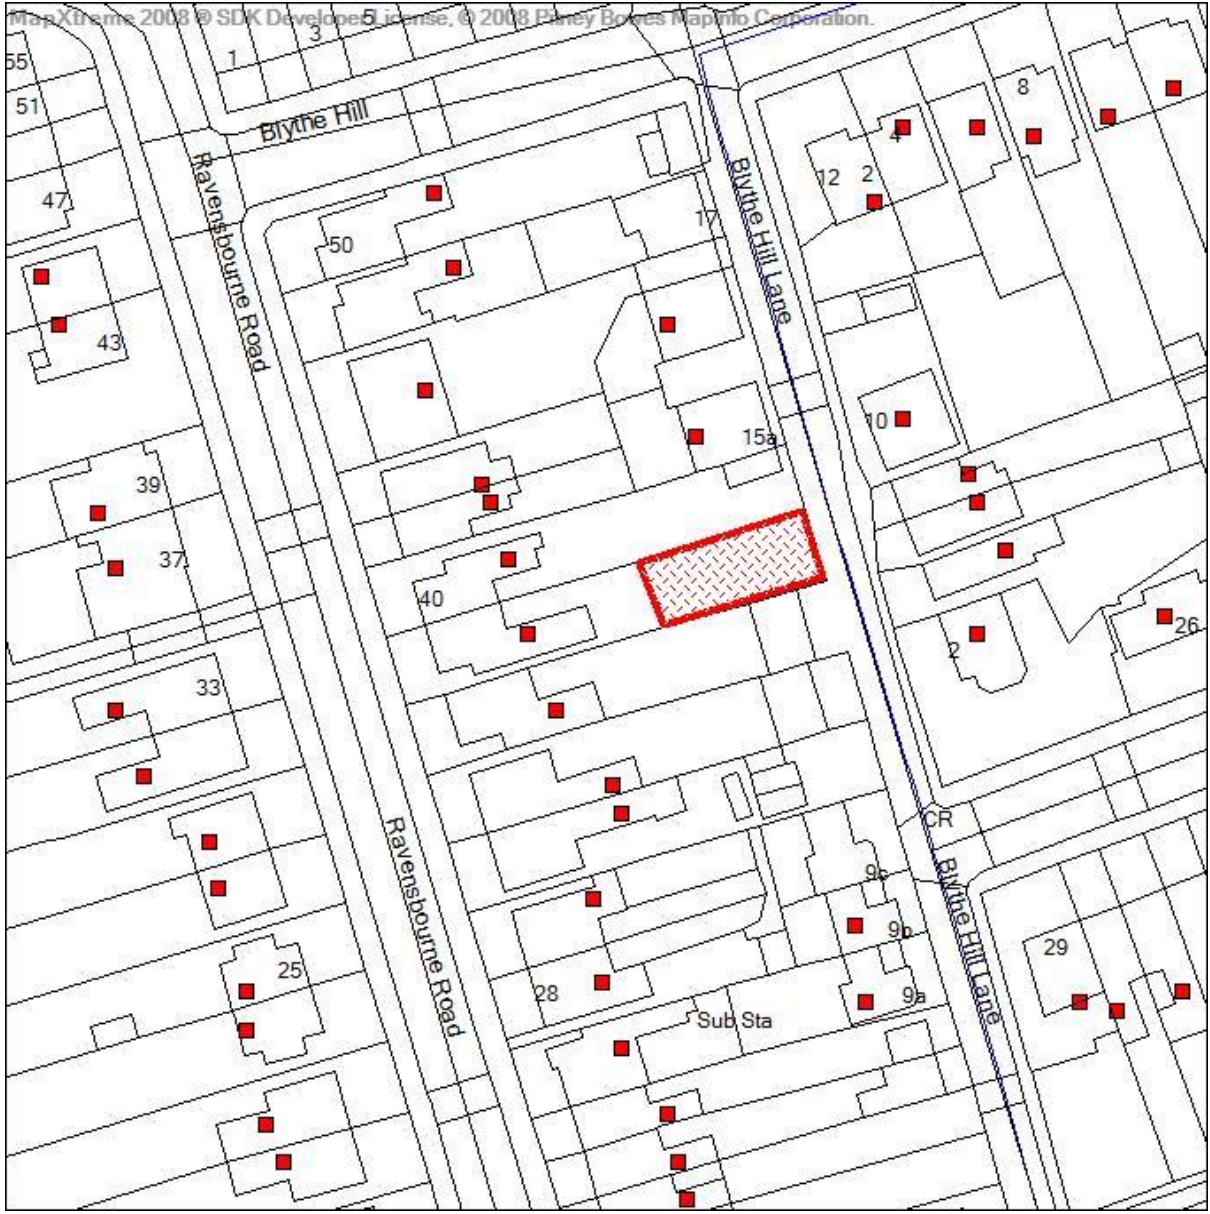 MapXtreme 2008 ® SDK Developer License, © 2008 Pitney Bowes MapInfo Corporation.
5
3
1
55
51
Blythe Hill
8
4
12
2
47
Ravensbourne Road
Blythe Hill Lane
17
50
43
10
15a
39
37
40
26
2
33
CR
Ravensbourne Road
9c
Blythe Hill Lane
9b
29
25
28
9a
Sub Sta